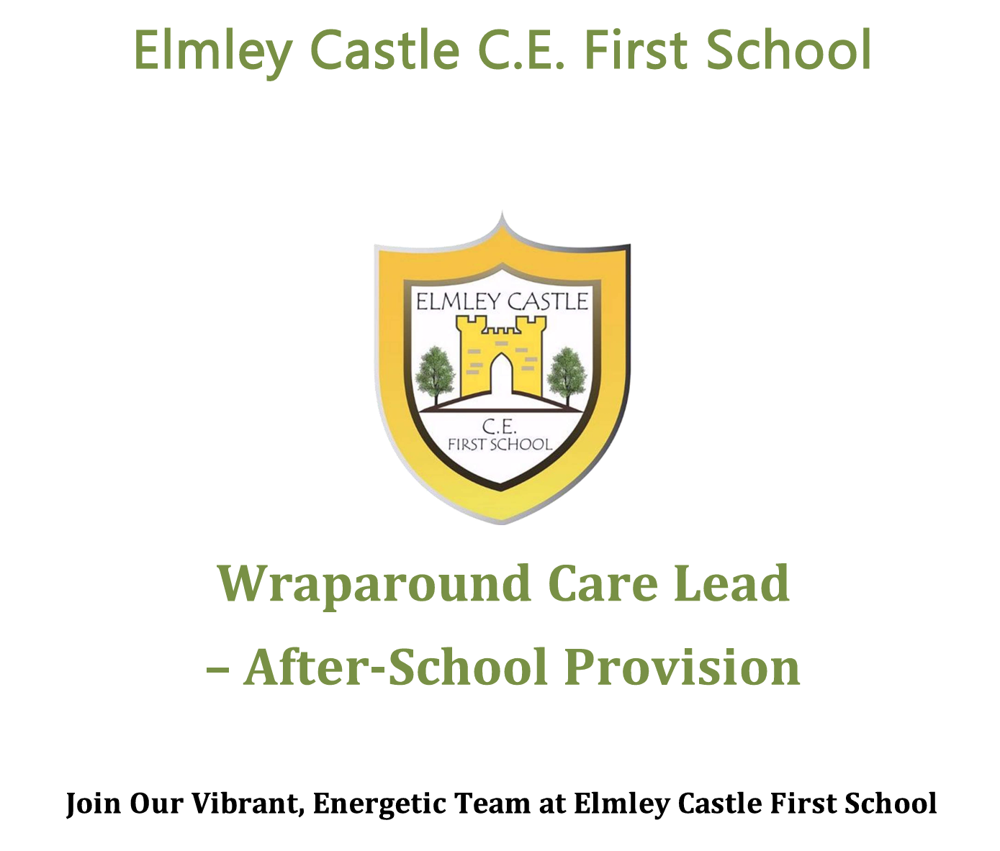 Elmley Castle C.E. First School
ELMLEY CASTLE
C.E.
FIRST SCHOOL
Wraparound Care Lead
– After-School Provision
Join Our Vibrant, Energetic Team at Elmley Castle First School